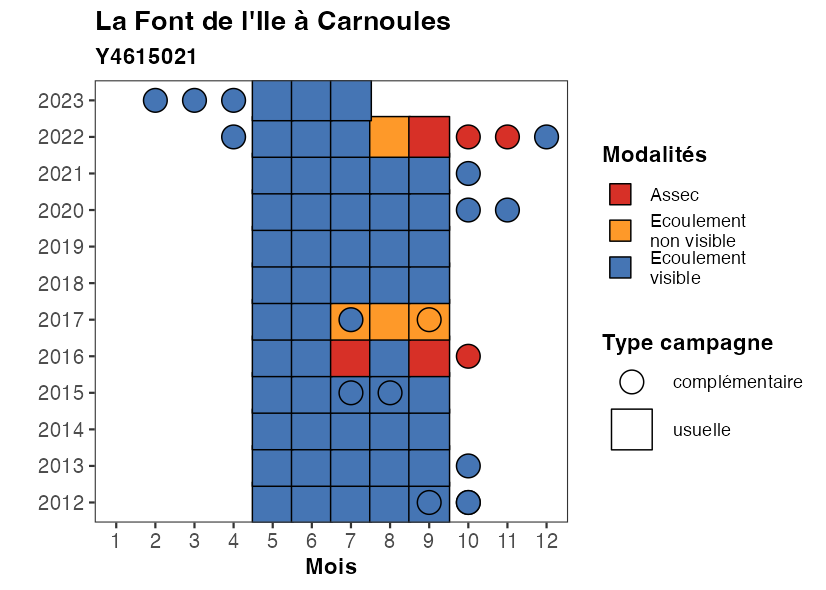 La Font de l'Ile à Carnoules
Y4615021
2023
2022
2021
2020
2019
2018
2017
2016
2015
2014
2013
2012
1 2 3 4 5 6 7 8 9 10 11 12
Mois
Modalités
Assec
Ecoulement
non visible
Ecoulement
visible
Type campagne
complémentaire
usuelle